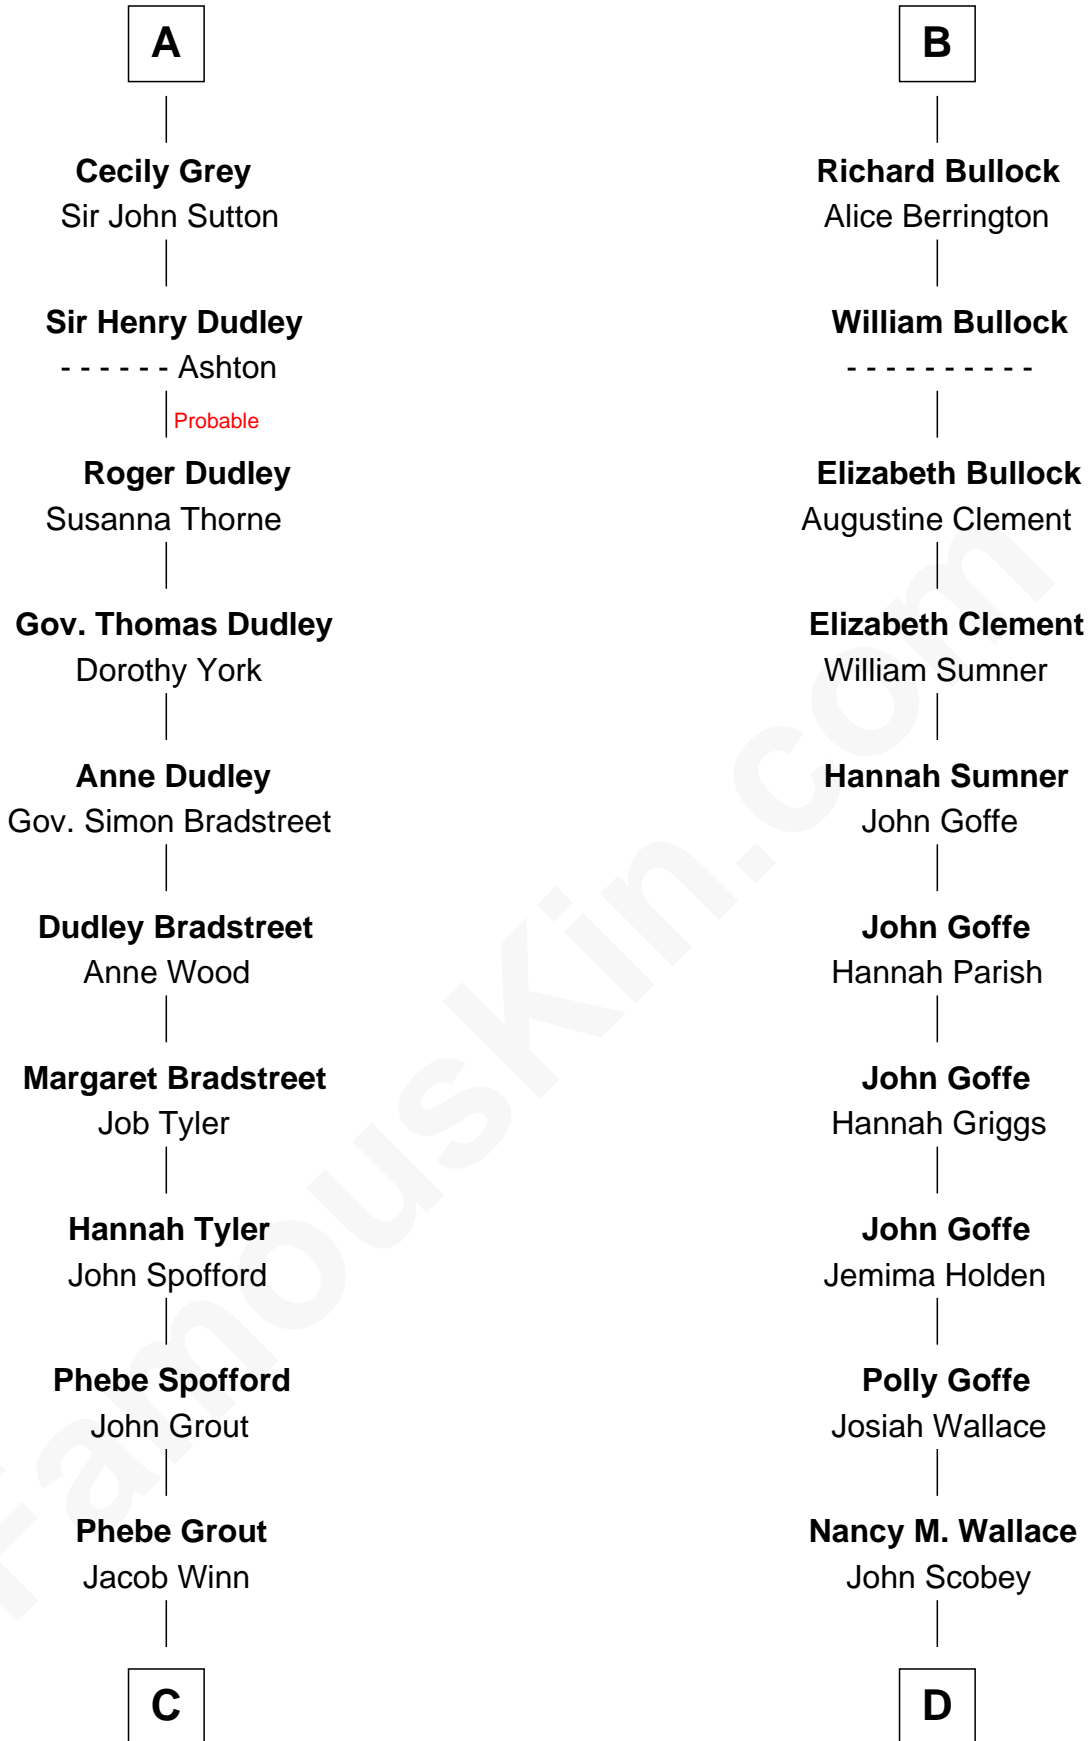 A
Cecily Grey
Sir John Sutton
Sir Henry Dudley
- - - - - - Ashton
Probable
Roger Dudley
Susanna Thorne
Gov. Thomas Dudley
Dorothy York
Anne Dudley
Gov. Simon Bradstreet
Dudley Bradstreet
Anne Wood
Margaret Bradstreet
Job Tyler
Hannah Tyler
John Spofford
Phebe Spofford
John Grout
Phebe Grout
Jacob Winn
C
B
Richard Bullock
Alice Berrington
William Bullock
- - - - - - - - - -
Elizabeth Bullock
Augustine Clement
Elizabeth Clement
William Sumner
Hannah Sumner
John Goffe
John Goffe
Hannah Parish
John Goffe
Hannah Griggs
John Goffe
Jemima Holden
Polly Goffe
Josiah Wallace
Nancy M. Wallace
John Scobey
D
FamousKin.com